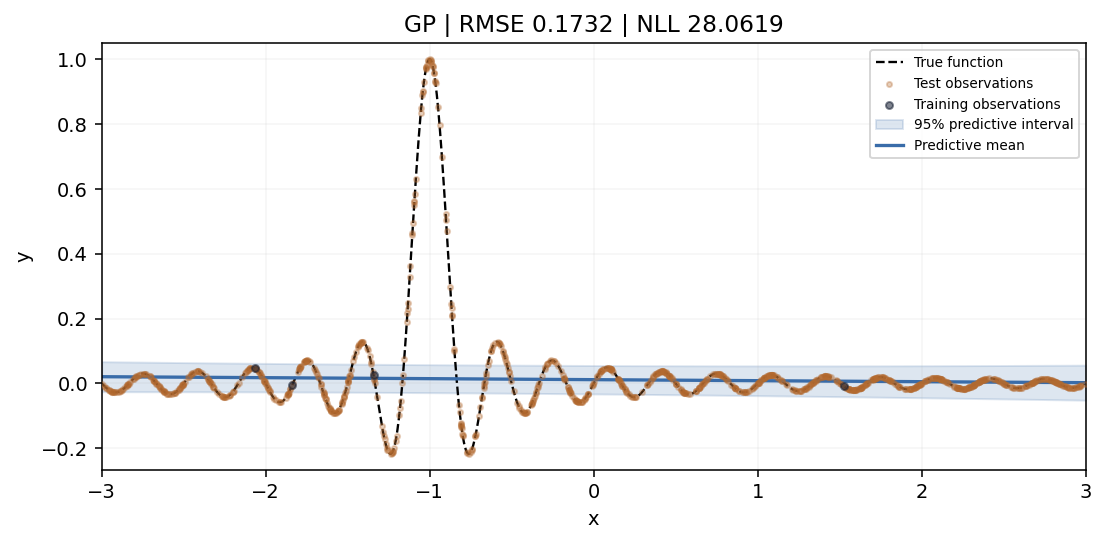 GP | RMSE 0.1732 | NLL 28.0619
True function
Test observations
Training observations
95% predictive interval
Predictive mean
1.0
0.8
0.6
0.4
0.2
0.0
−0.2
y
−3 −2 −1 0 1 2 3
x